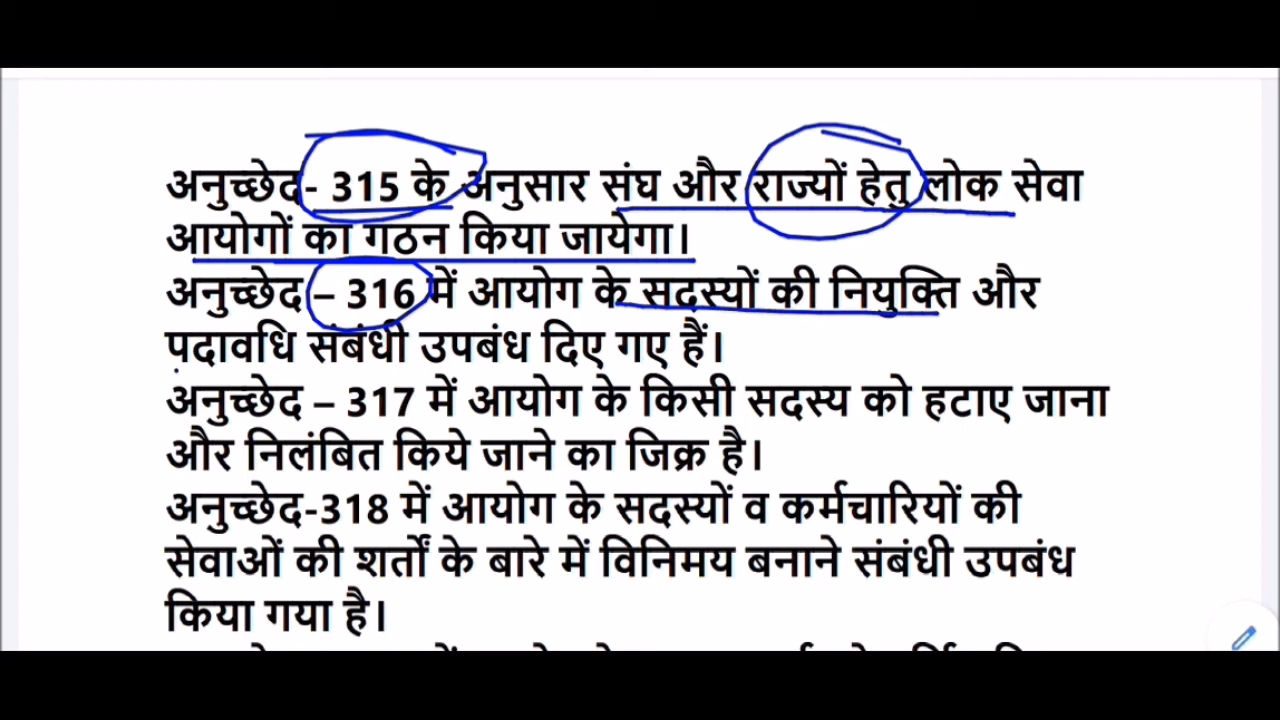 अनुच्छेद- 315 के अनुसार संघ और राज्यों हेतु लोक सेवा
आयोगों का गठन किया जायेगा।
अनुच्छेद – 316 में आयोग के सदस्यों की नियुक्ति और
पदावधि संबंधी उपबंध दिए गए हैं।
अनुच्छेद – 317 में आयोग के किसी सदस्य को हटाए जाना
और निलंबित किये जाने का जिक्र है।
अनुच्छेद-318 में आयोग के सदस्यों व कर्मचारियों की
सेवाओं की शर्तों के बारे में विनिमय बनाने संबंधी उपबंध
किया गया है।